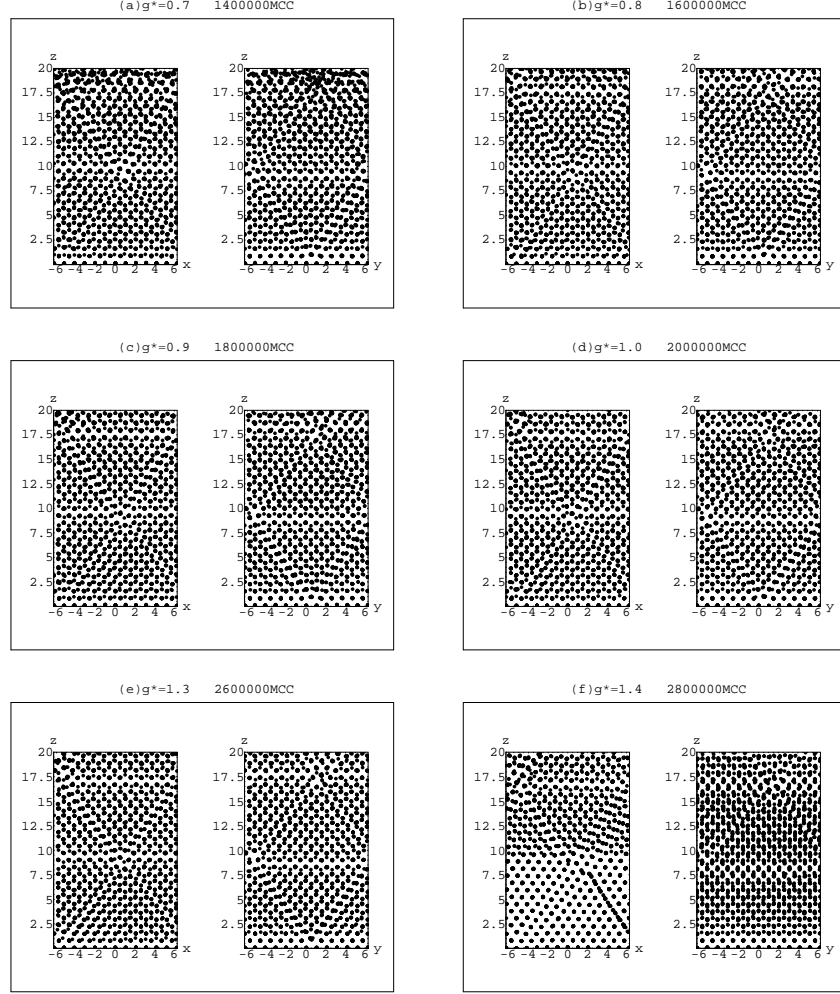 (a)g*=0.7 1400000MCC
(b)g*=0.8 1600000MCC
z z z z
20 20 20 20
17.5 17.5 17.5 17.5
15 15 15 15
12.5 12.5 12.5 12.5
10 10 10 10
7.5 7.5 7.5 7.5
5 5 5 5
2.5 2.5 2.5 2.5
-6 -4 -2 0 2 4 6 x -6 -4 -2 0 2 4 6 y -6 -4 -2 0 2 4 6 x -6 -4 -2 0 2 4 6 y
(c)g*=0.9 1800000MCC
(d)g*=1.0 2000000MCC
z z z z
20 20 20 20
17.5 17.5 17.5 17.5
15 15 15 15
12.5 12.5 12.5 12.5
10 10 10 10
7.5 7.5 7.5 7.5
5 5 5 5
2.5 2.5 2.5 2.5
-6 -4 -2 0 2 4 6 x -6 -4 -2 0 2 4 6 y -6 -4 -2 0 2 4 6 x -6 -4 -2 0 2 4 6 y
(e)g*=1.3 2600000MCC
(f)g*=1.4 2800000MCC
z z z z
20 20 20 20
17.5 17.5 17.5 17.5
15 15 15 15
12.5 12.5 12.5 12.5
10 10 10 10
7.5 7.5 7.5 7.5
5 5 5 5
2.5 2.5 2.5 2.5
-6 -4 -2 0 2 4 6 x -6 -4 -2 0 2 4 6 y -6 -4 -2 0 2 4 6 x -6 -4 -2 0 2 4 6 y